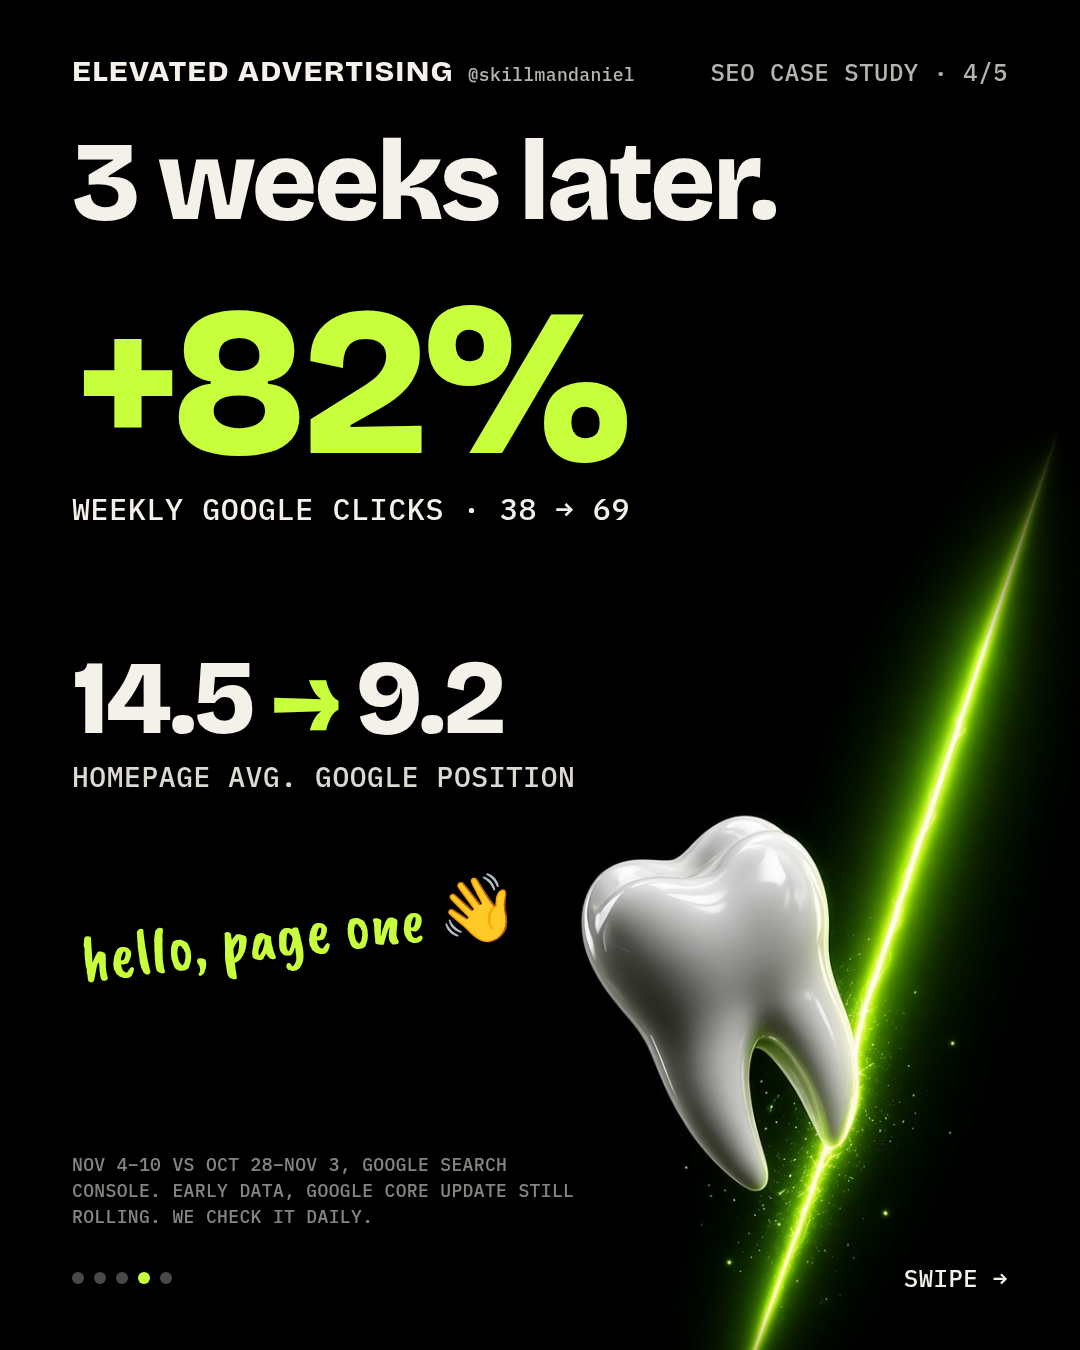 ELEVATED ADVERTISING @skillmandaniel SEO CASE STUDY · 4/5
3 weeks later.
+82%
WEEKLY GOOGLE CLICKS · 38 → 69
14.5 → 9.2
HOMEPAGE AVG. GOOGLE POSITION
hello, page one 👋
NOV 4–10 VS OCT 28–NOV 3, GOOGLE SEARCH
CONSOLE. EARLY DATA, GOOGLE CORE UPDATE STILL
ROLLING. WE CHECK IT DAILY.
SWIPE →